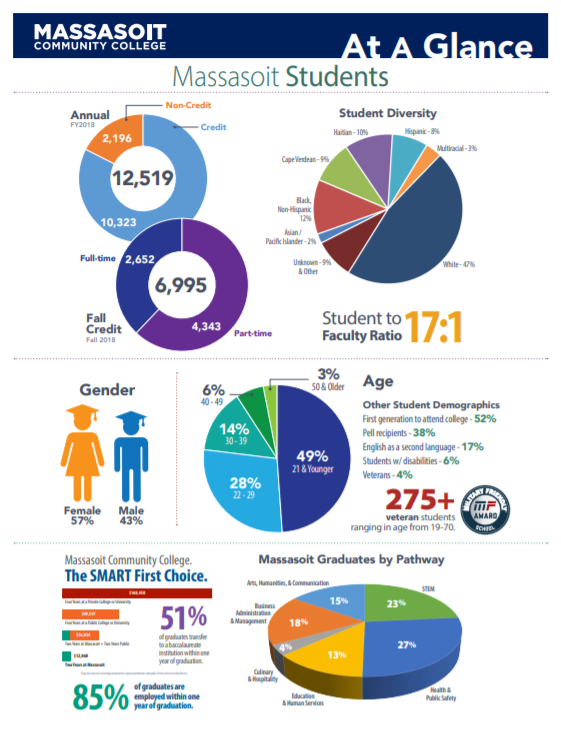 MASSASOIT
COMMUNITY COLLEGE
At A Glance
Massasoit Students
Annual
FY2018
Non-Credit
Credit
2,196
12,519
10,323
Full-time
2,652
6,995
Fall
Credit
Fall 2018
4,343
Part-time
Student Diversity
Haitian - 10%
Hispanic - 8%
Multiracial - 3%
Cape Verdean - 9%
Black,
Non-Hispanic
12%
Asian /
Pacific Islander - 2%
Unknown - 9%
& Other
White - 47%
Student to
Faculty Ratio
17:1
Gender
Female
57%
Male
43%
3%
50 & Older
6%
40 - 49
14%
30 - 39
28%
22 - 29
49%
21 & Younger
Age
Other Student Demographics
First generation to attend college - 52%
Pell recipients - 38%
English as a second language - 17%
Students w/ disabilities - 6%
Veterans - 4%
275+
veteran students
ranging in age from 19-70.
MILITARY FRIENDLY
MF
AWARD
SCHOOL
Massasoit Community College.
The SMART First Choice.
Four Years at a Private College or University
Four Years at a Public College or University
Two Years at Massasoit + Two Years Public
Two Years at Massasoit
51%
of graduates transfer
to a baccalaureate
institution within one
year of graduation.
85%
of graduates are
employed within one
year of graduation.
Massasoit Graduates by Pathway
Arts, Humanities, & Communication
15%
STEM
23%
Business
Administration
& Management
18%
4%
Culinary
& Hospitality
13%
Education
& Human Services
27%
Health &
Public Safety